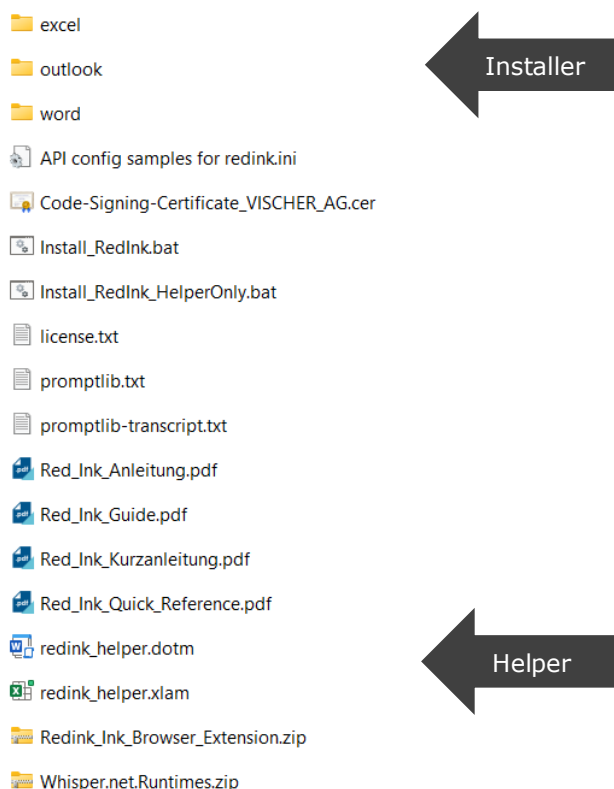 excel
outlook
Installer
word
API config samples for redink.ini
Code-Signing-Certificate_VISCHER_AG.cer
Install_RedInk.bat
Install_RedInk_HelperOnly.bat
license.txt
promptlib.txt
promptlib-transcript.txt
Red_Ink_Anleitung.pdf
Red_Ink_Guide.pdf
Red_Ink_Kurzanleitung.pdf
Red_Ink_Quick_Reference.pdf
redink_helper.dotm
Helper
redink_helper.xlam
Redink_Ink_Browser_Extension.zip
Whisper.net.Runtimes.zip